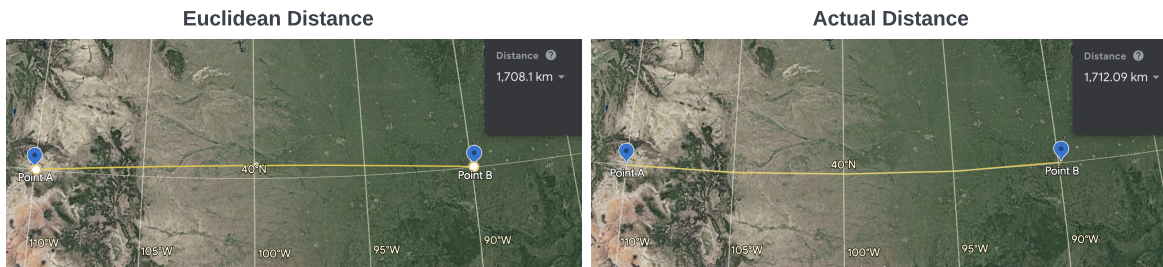 Euclidean Distance
Distance ?
1,708.1 km
40°N
Point A
Point B
110°W
105°W
100°W
95°W
90°W
Actual Distance
Distance ?
1,712.09 km
40°N
Point A
Point B
110°W
105°W
100°W
95°W
90°W